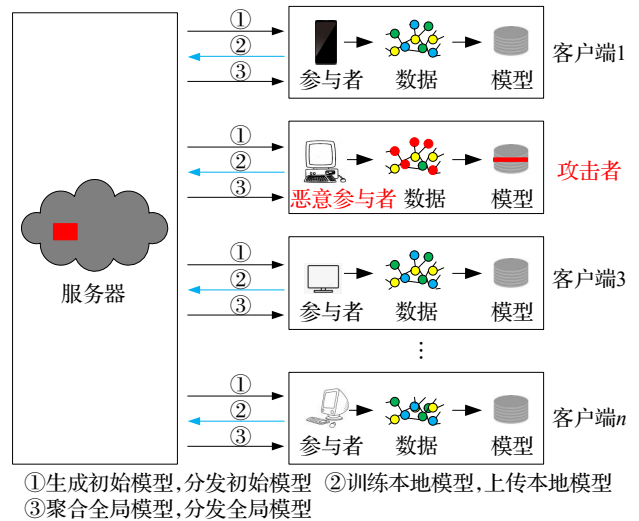 ①
②
③
参与者 数据 模型
客户端1
①
②
③
恶意参与者 数据 模型
攻击者
服务器
①
②
③
参与者 数据 模型
客户端3
⋮
①
②
③
参与者 数据 模型
客户端n
①生成初始模型,分发初始模型 ②训练本地模型,上传本地模型
③聚合全局模型,分发全局模型